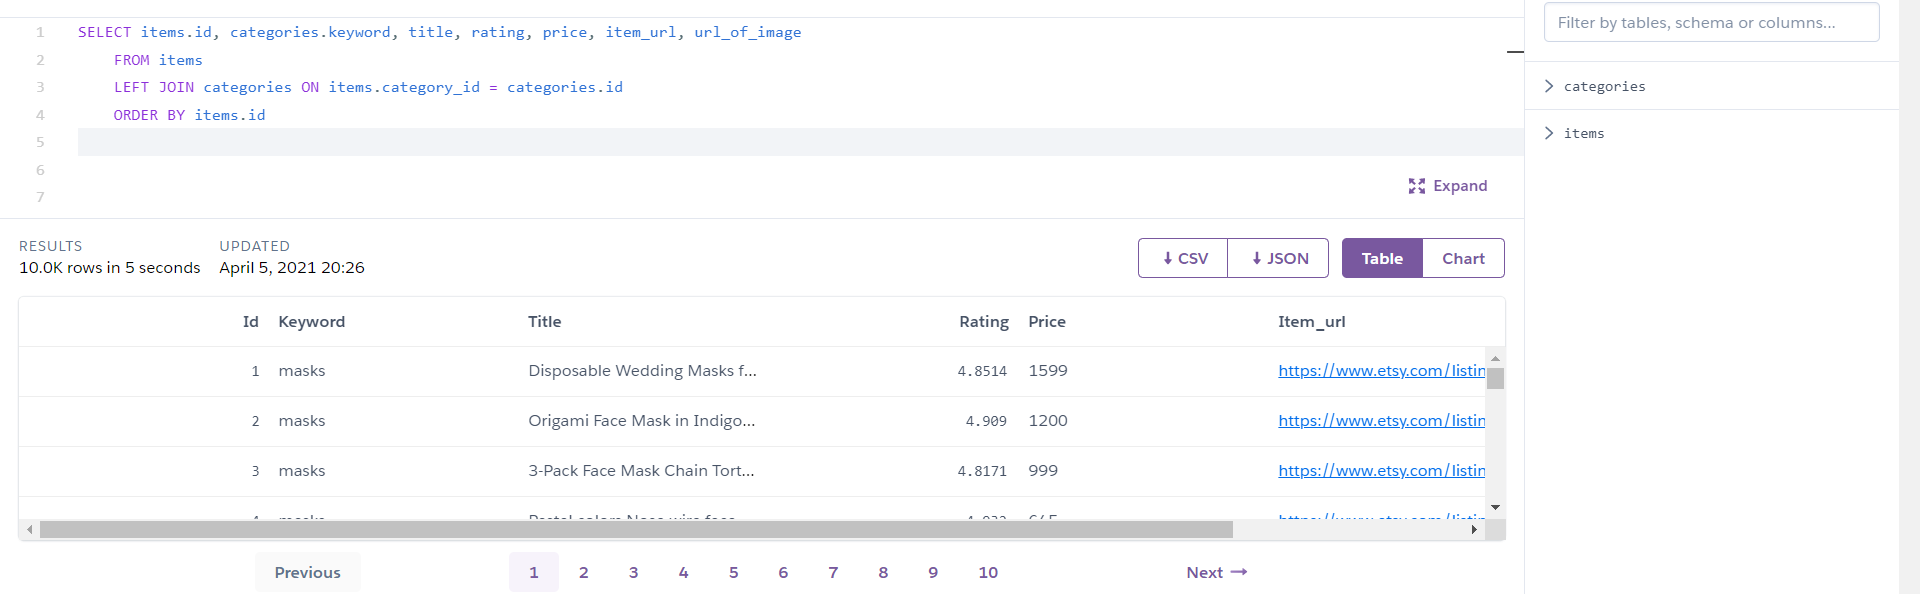 1 SELECT items.id, categories.keyword, title, rating, price, item_url, url_of_image
2 FROM items
3 LEFT JOIN categories ON items.category_id = categories.id
4 ORDER BY items.id
5
6
7
Expand
Filter by tables, schema or columns...
categories
items
RESULTS UPDATED
10.0K rows in 5 seconds April 5, 2021 20:26
CSV JSON Table Chart
Id Keyword Title Rating Price Item_url
1 masks Disposable Wedding Masks f... 4.8514 1599 https://www.etsy.com/listin
2 masks Origami Face Mask in Indigo... 4.909 1200 https://www.etsy.com/listin
3 masks 3-Pack Face Mask Chain Tort... 4.8171 999 https://www.etsy.com/listin
Previous 1 2 3 4 5 6 7 8 9 10 Next